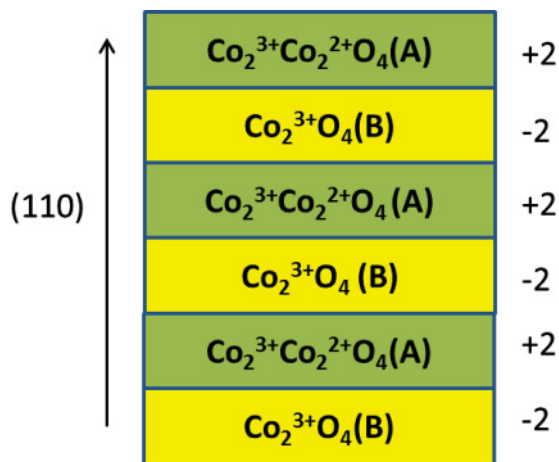 Co₂³⁺Co₂²⁺O₄(A) +2
Co₂³⁺O₄(B) -2
(110) Co₂³⁺Co₂²⁺O₄(A) +2
Co₂³⁺O₄ (B) -2
Co₂³⁺Co₂²⁺O₄(A) +2
Co₂³⁺O₄(B) -2